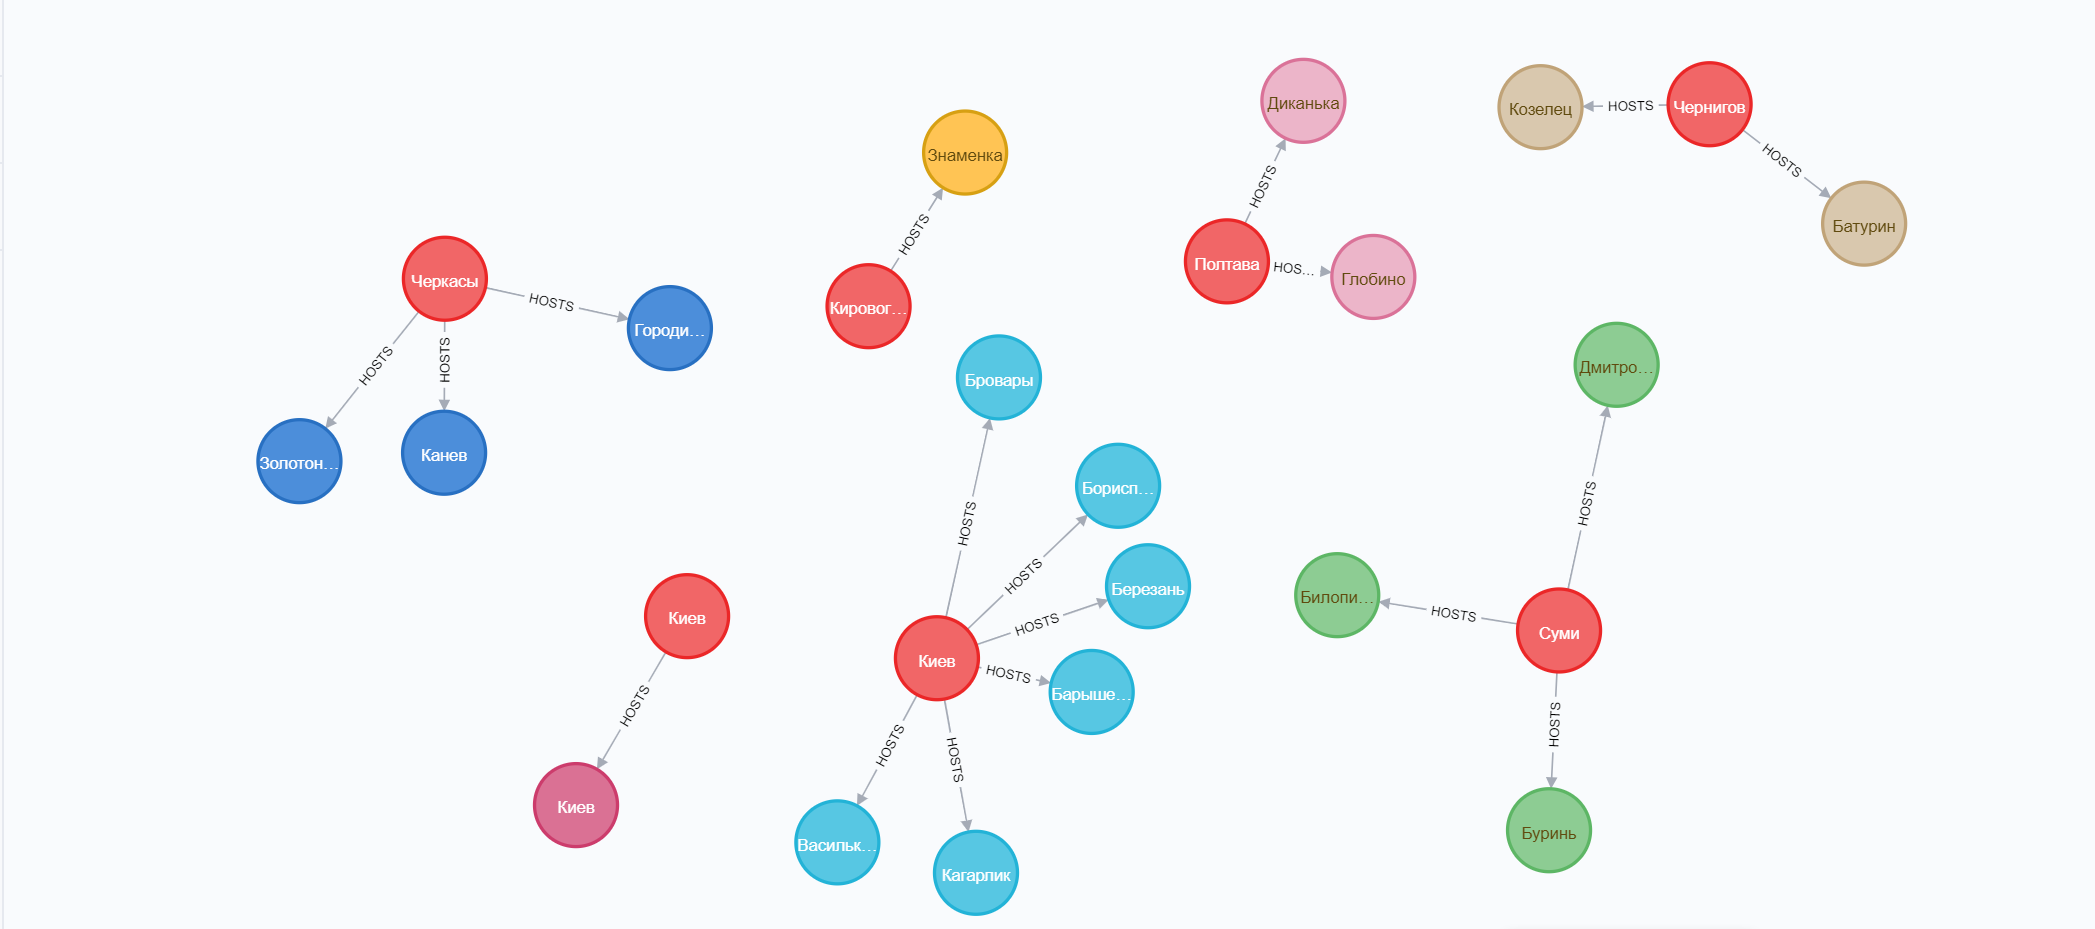 Диканька
Козелец
HOSTS
Чернигов
Знаменка
HOSTS
HOSTS
Батурин
HOSTS
Полтава
HOS...
Глобино
Черкасы
HOSTS
Кировог...
Городи...
HOSTS
HOSTS
Бровары
Дмитро...
Золотон...
Канев
Борисп...
HOSTS
HOSTS
HOSTS
Березань
Билопи...
HOSTS
Киев
HOSTS
Суми
Киев
HOSTS
Барыше...
HOSTS
HOSTS
HOSTS
HOSTS
Киев
Васильк...
Кагарлик
Буринь